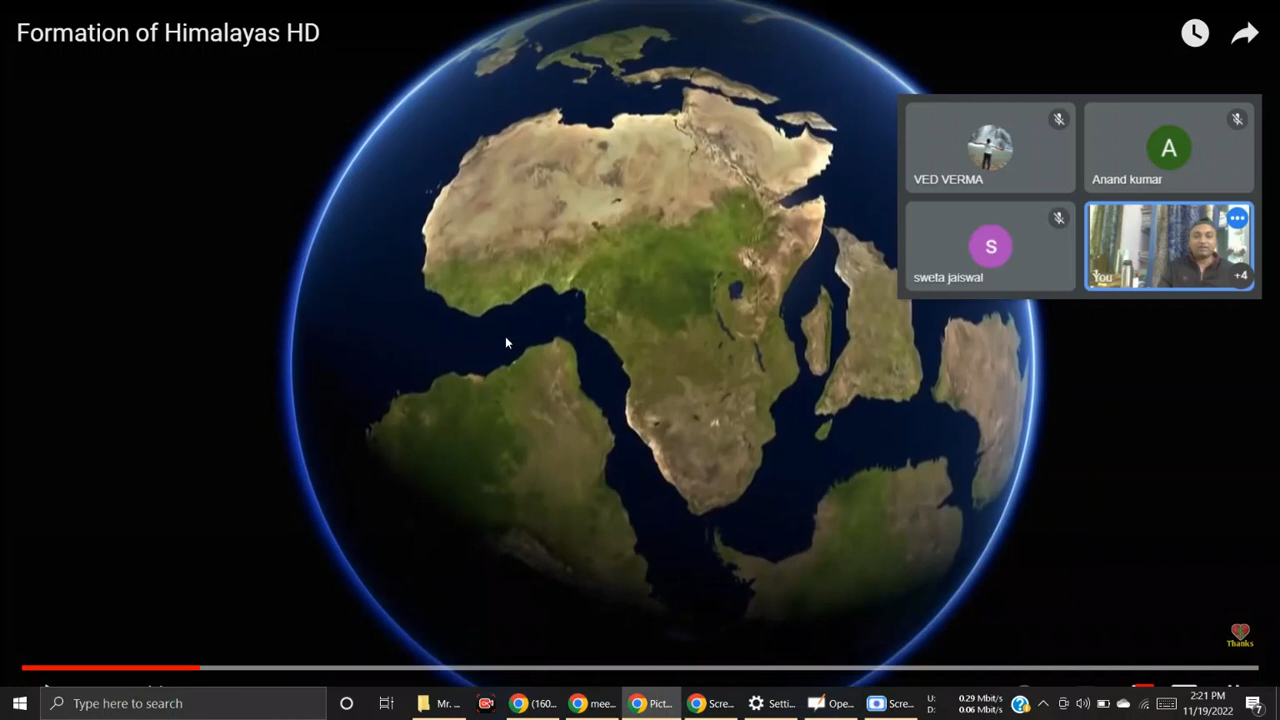 Formation of Himalayas HD
VED VERMA
A
Anand kumar
S
sweta jaiswal
You
+4
Thanks
Type here to search
Mr. ...
(160...
mee...
Pict...
Scre...
Setti...
Ope...
Scre...
U:
D:
0.29 Mbit/s
0.06 Mbit/s
2:21 PM
11/19/2022
7